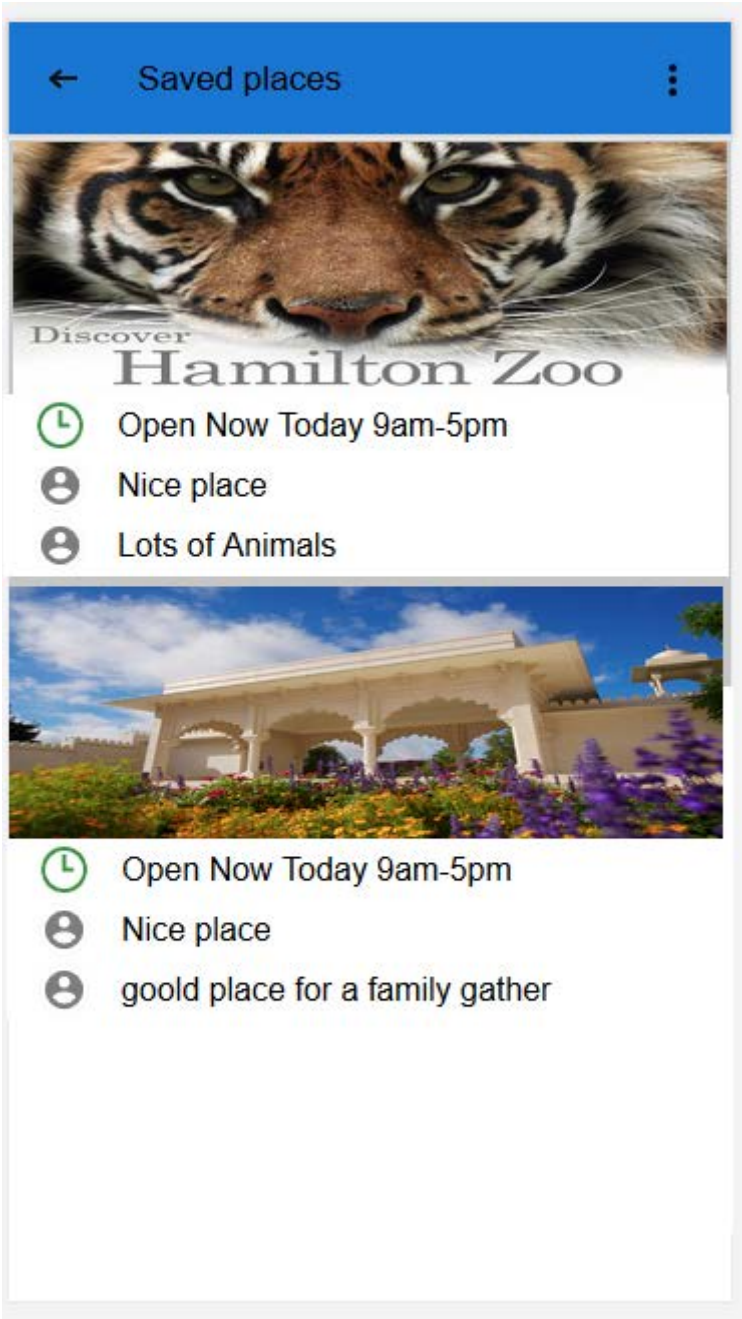 Saved places
Discover
Hamilton Zoo
Open Now Today 9am-5pm
Nice place
Lots of Animals
Open Now Today 9am-5pm
Nice place
goold place for a family gather